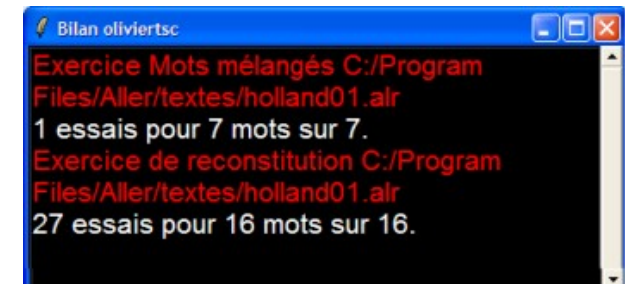 Bilan oliviertsc
Exercice Mots mélangés C:/Program
Files/Aller/textes/holland01.alr
1 essais pour 7 mots sur 7.
Exercice de reconstitution C:/Program
Files/Aller/textes/holland01.alr
27 essais pour 16 mots sur 16.